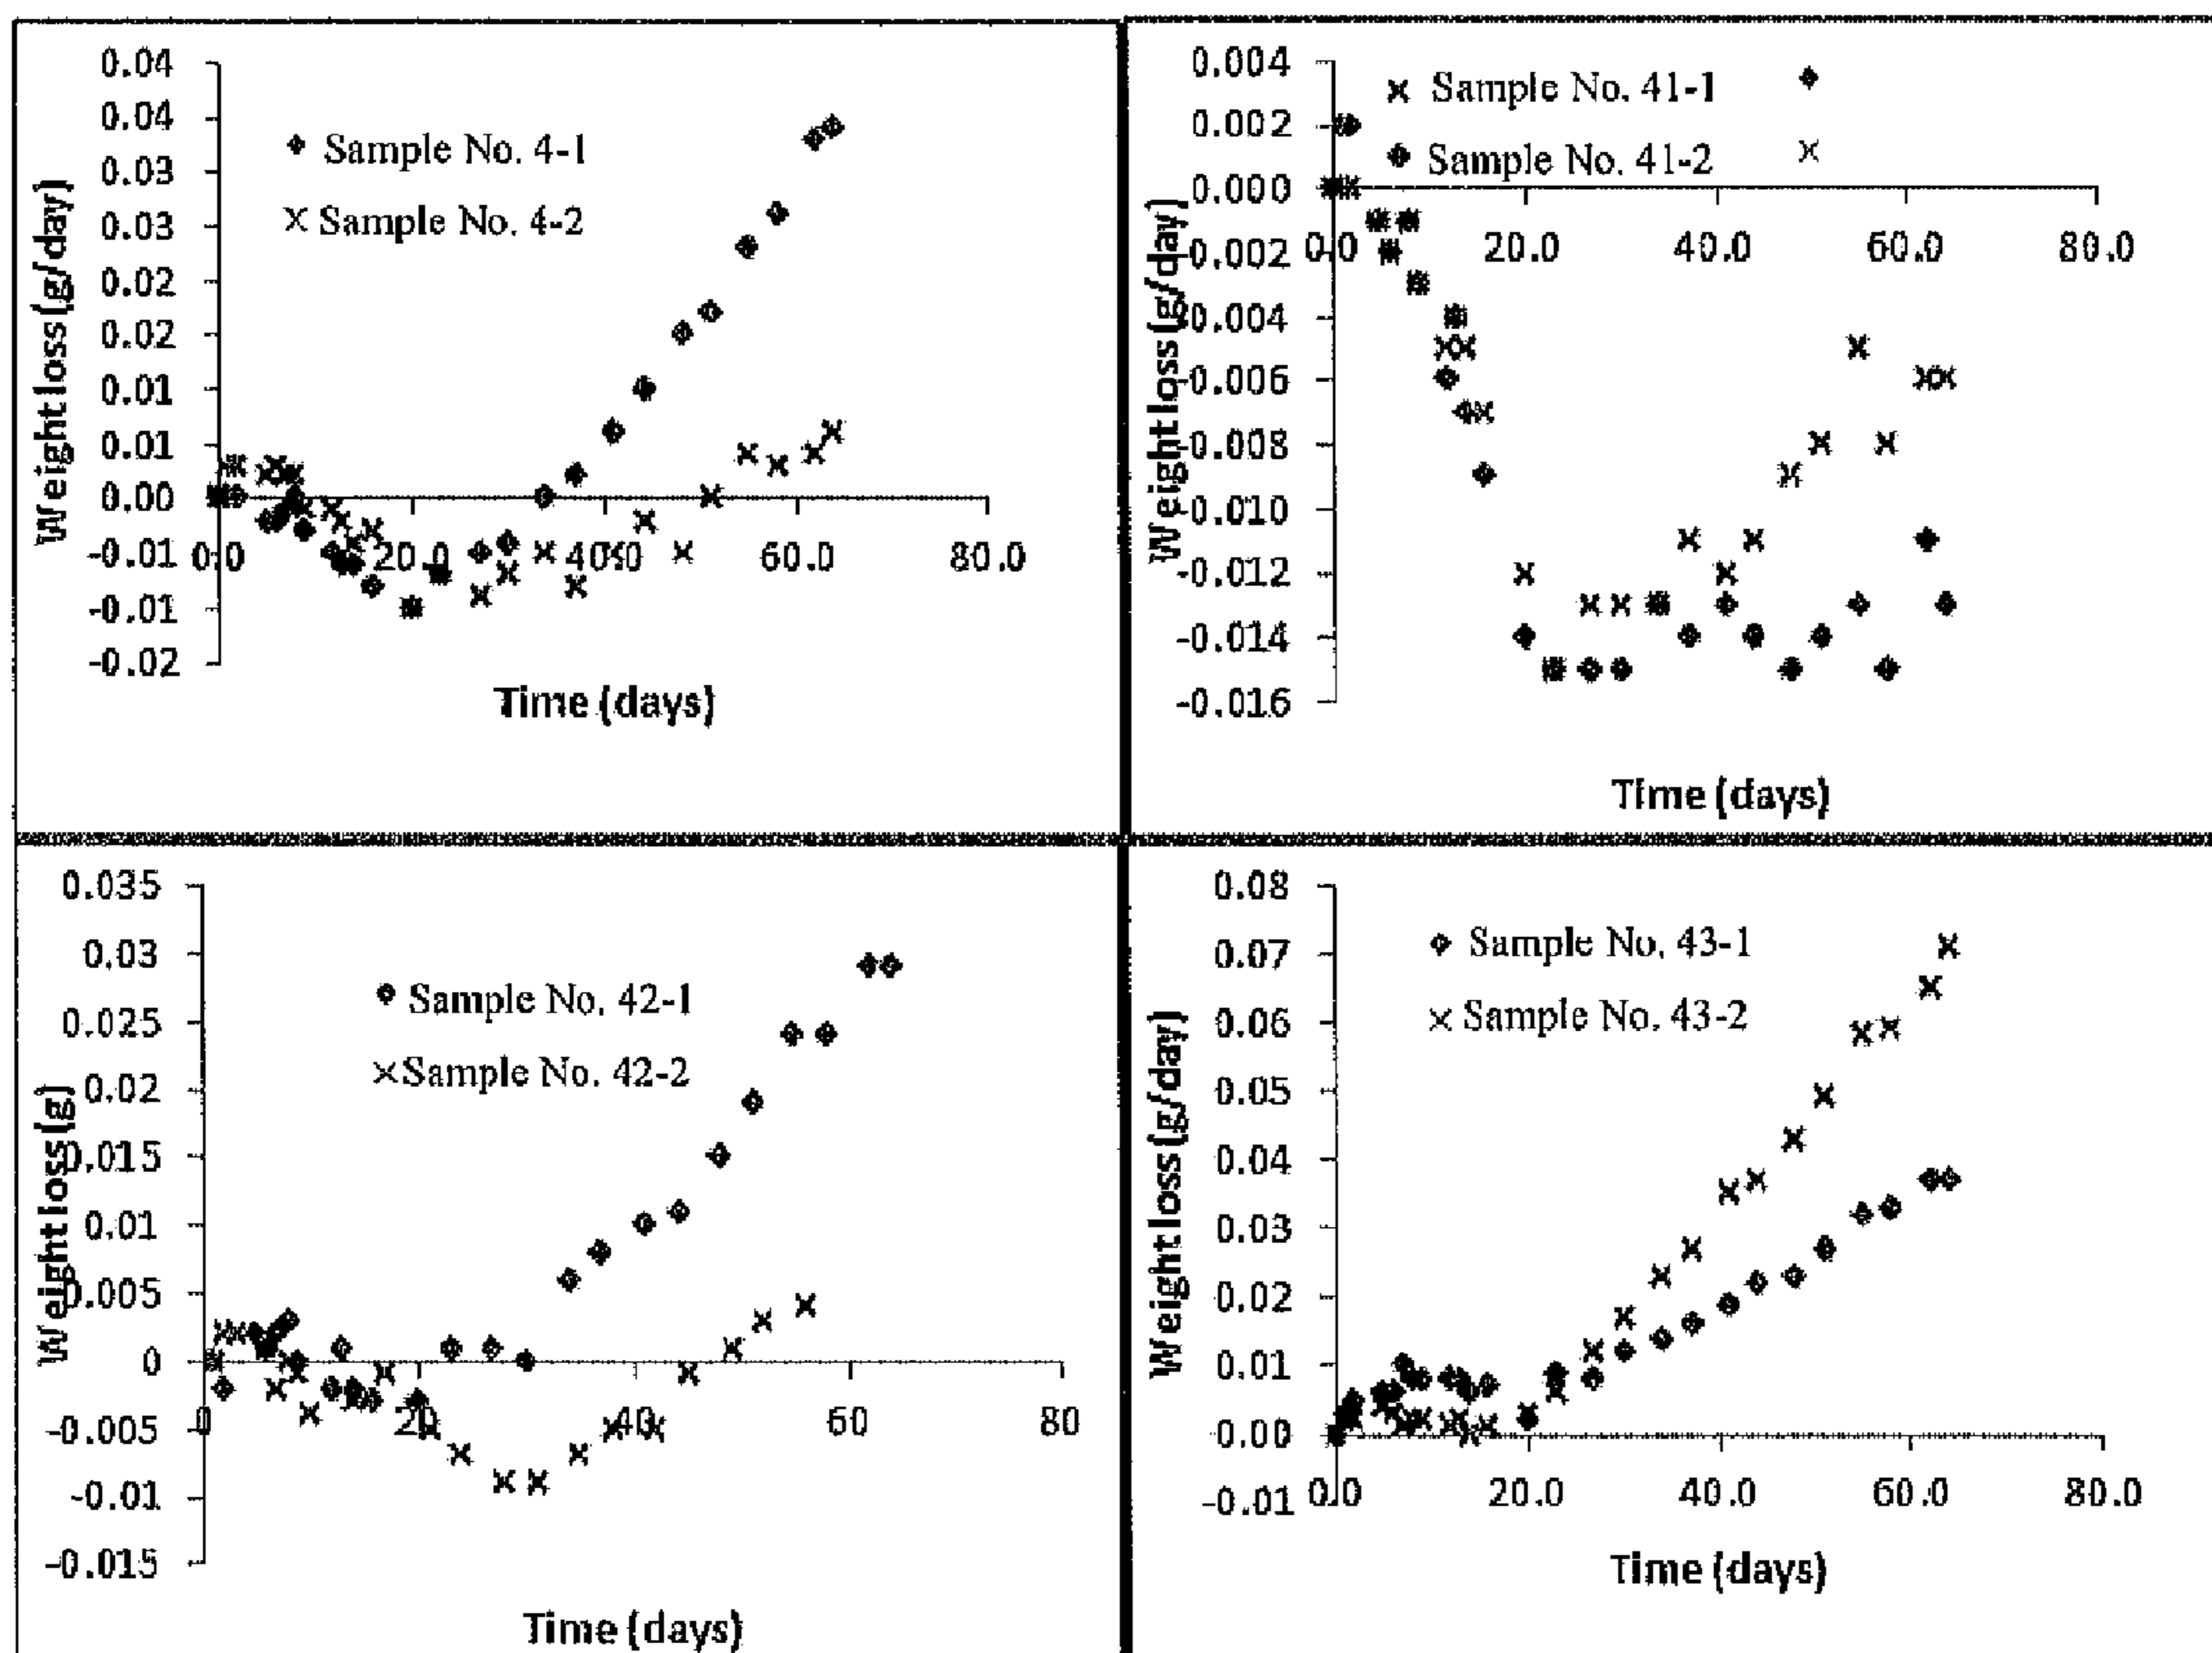 0.04
0.04
0.03
0.03
0.02
0.02
0.01
0.01
0.00
-0.01
-0.01
-0.02
Weightloss(g/day)
Sample No. 4-1
Sample No. 4-2
0.0 20.0 40.0 60.0 80.0
Time (days)
0.004
0.002
0.000
-0.002
-0.004
-0.006
-0.008
-0.010
-0.012
-0.014
-0.016
Weightloss(g/day)
Sample No. 41-1
Sample No. 41-2
0.0 20.0 40.0 60.0 80.0
Time (days)
0.035
0.03
0.025
0.02
0.015
0.01
0.005
0
-0.005
-0.01
-0.015
Weightloss(g)
Sample No. 42-1
Sample No. 42-2
0 20 40 60 80
Time (days)
0.08
0.07
0.06
0.05
0.04
0.03
0.02
0.01
0.00
-0.01
Weightloss(g/day)
Sample No. 43-1
Sample No. 43-2
0.0 20.0 40.0 60.0 80.0
Time (days)